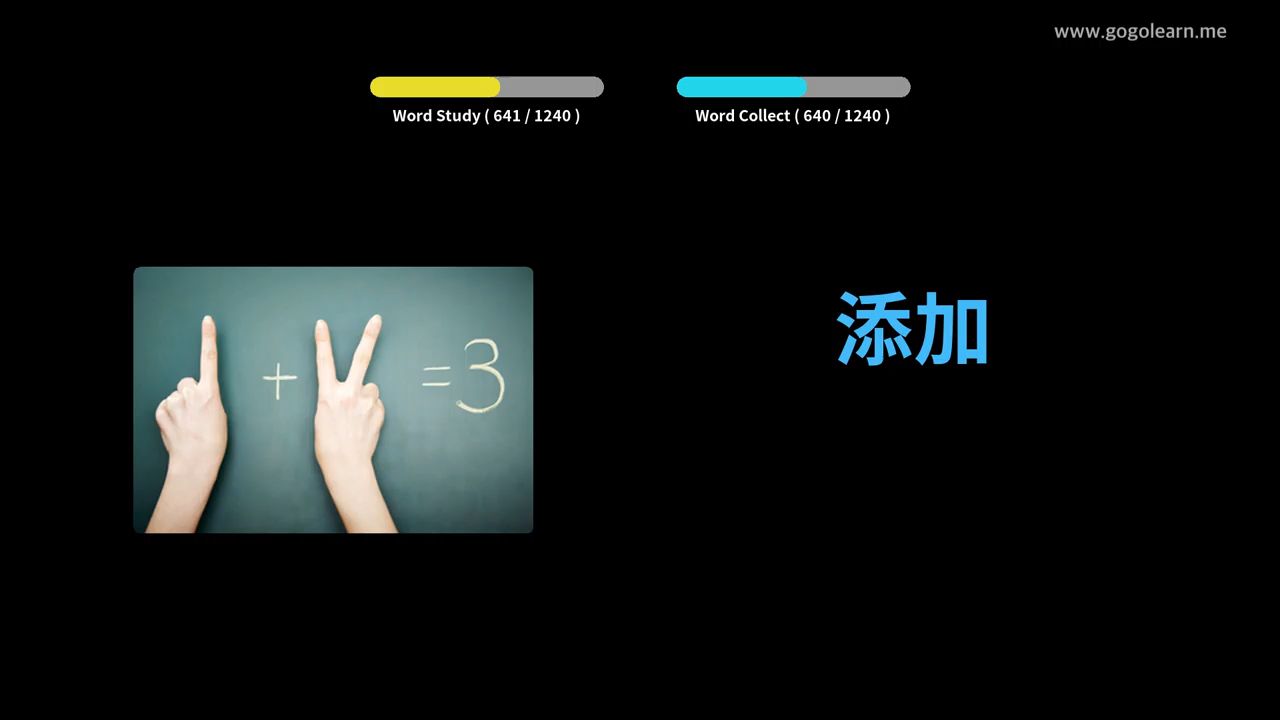 www.gogolearn.me
Word Study ( 641 / 1240 )
Word Collect ( 640 / 1240 )
添加
+ =3